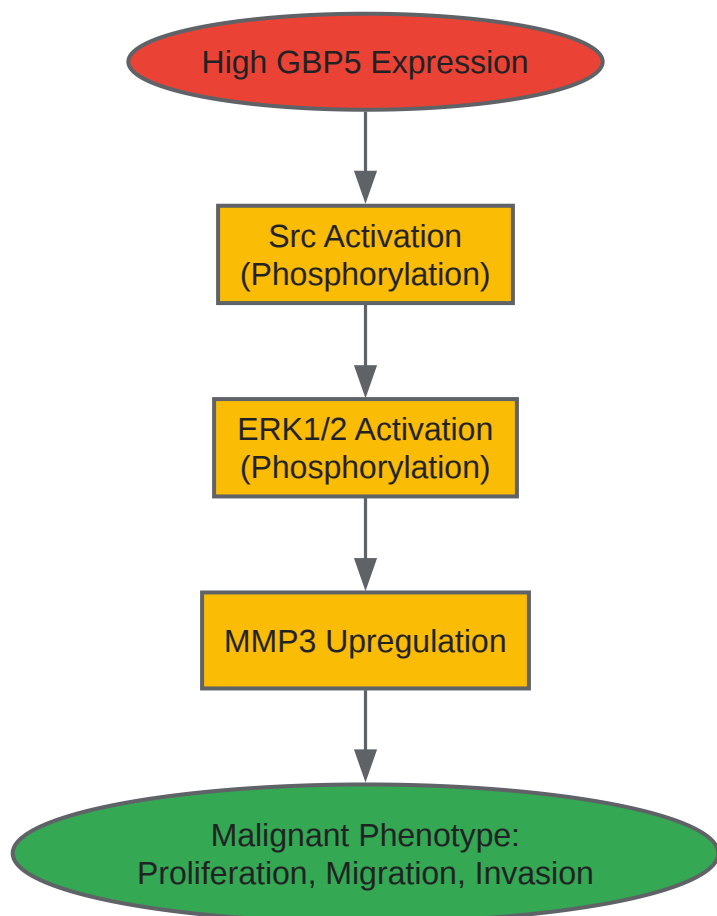 High GBP5 Expression
Src Activation
(Phosphorylation)
ERK1/2 Activation
(Phosphorylation)
MMP3 Upregulation
Malignant Phenotype:
Proliferation, Migration, Invasion